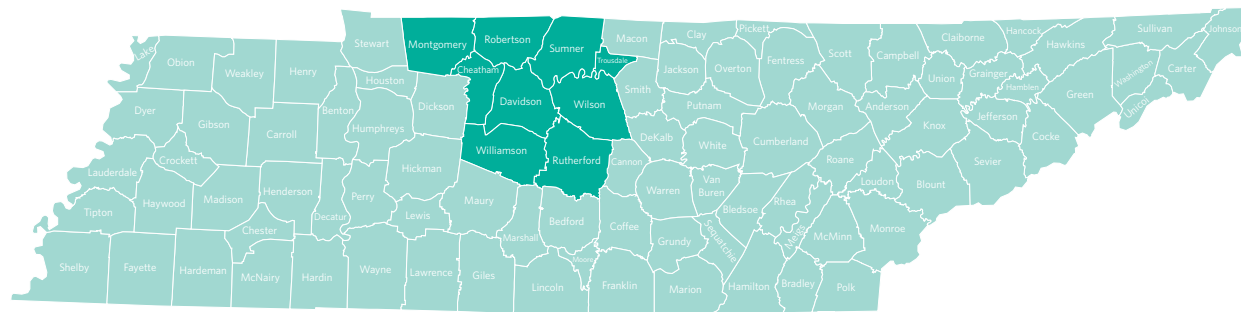 Stewart
Montgomery
Robertson
Sumner
Macon
Clay
Pickett
Scott
Claiborne
Hancock
Hawkins
Sullivan
Johnson
Lake
Obion
Weakley
Henry
Houston
Cheatham
Trousdale
Jackson
Overton
Fentress
Campbell
Union
Grainger
Hamblen
Washington
Carter
Dyer
Gibson
Carroll
Benton
Humphreys
Dickson
Davidson
Wilson
Smith
Putnam
Morgan
Anderson
Knox
Jefferson
Green
Unicoi
Crockett
Lauderdale
Hickman
Williamson
Rutherford
Cannon
DeKalb
White
Cumberland
Roane
Loudon
Blount
Sevier
Cocke
Tipton
Haywood
Madison
Henderson
Decatur
Perry
Lewis
Maury
Bedford
Coffee
Warren
Van
Buren
Bledsoe
Rhea
Meigs
McMinn
Monroe
Chester
Marshall
Moore
Grundy
Sequatchie
Shelby
Fayette
Hardeman
McNairy
Hardin
Wayne
Lawrence
Giles
Lincoln
Franklin
Marion
Hamilton
Bradley
Polk